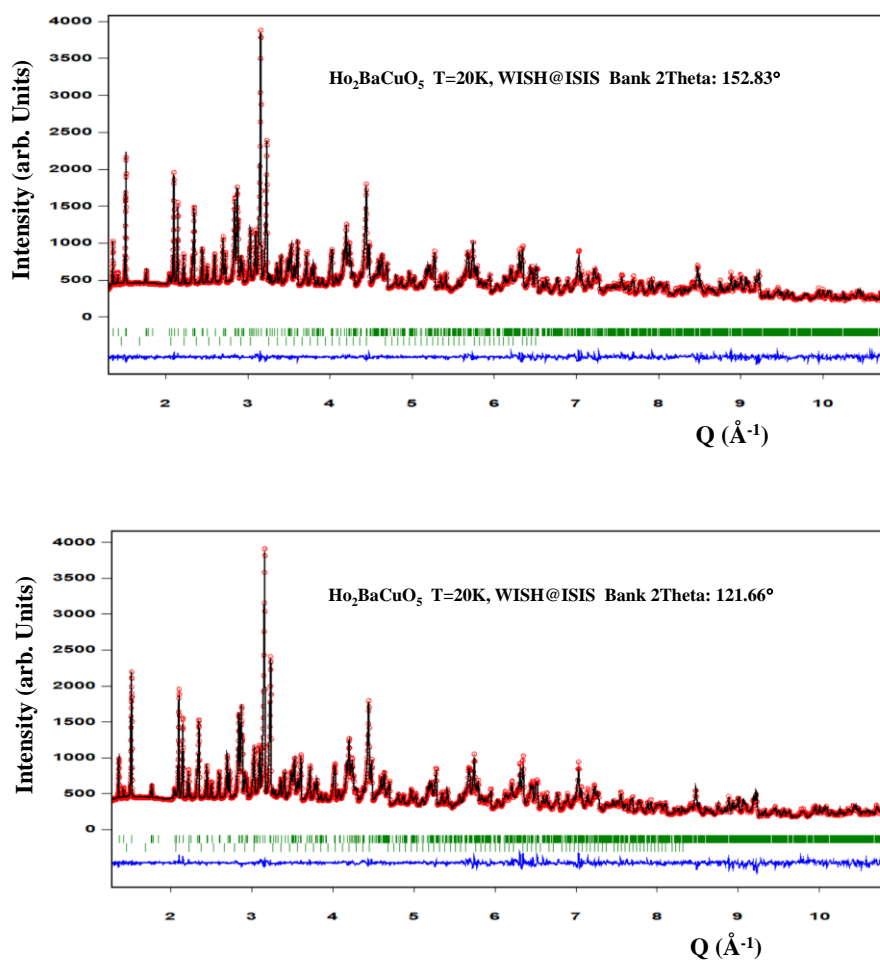 4000
Ho₂BaCuO₅ T=20K, WISH@ISIS Bank 2Theta: 152.83°
3500
3000
2500
2000
1500
1000
500
0
Intensity (arb. Units)
2 3 4 5 6 7 8 9 10
Q (Å⁻¹)
4000
Ho₂BaCuO₅ T=20K, WISH@ISIS Bank 2Theta: 121.66°
3500
3000
2500
2000
1500
1000
500
0
Intensity (arb. Units)
2 3 4 5 6 7 8 9 10
Q (Å⁻¹)